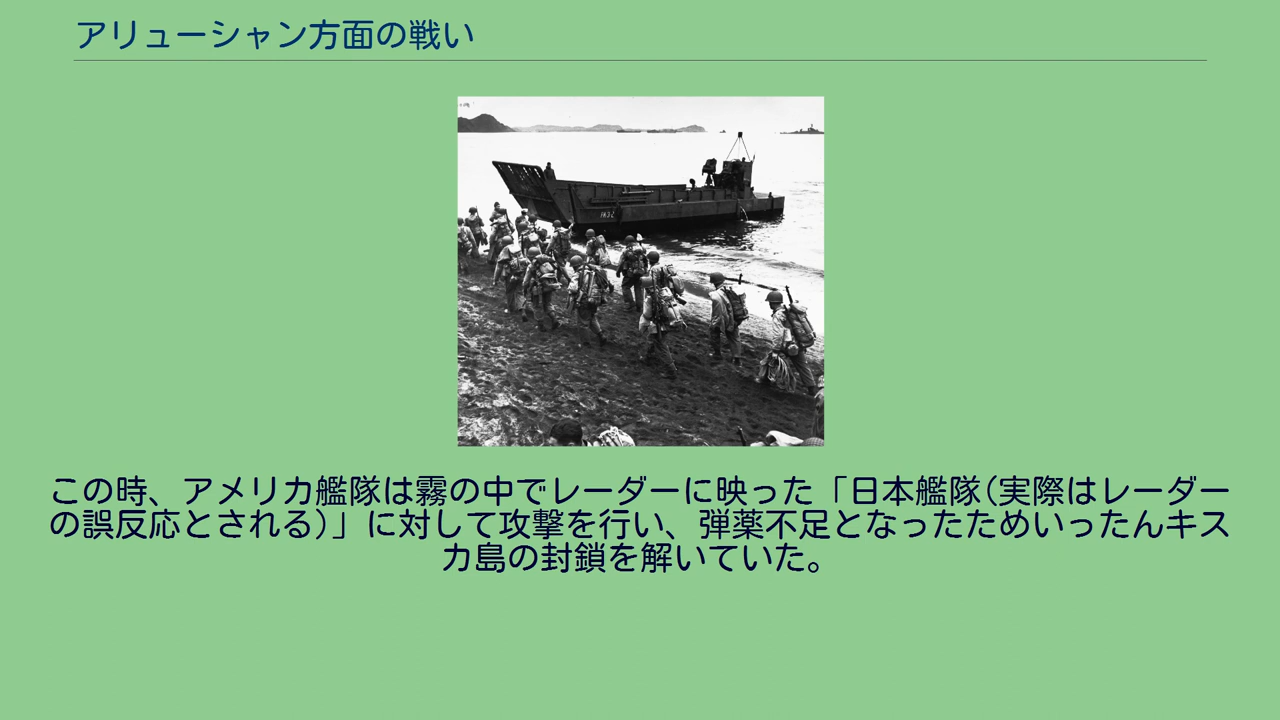 アリューシャン方面の戦い
この時、アメリカ艦隊は霧の中でレーダーに映った「日本艦隊(実際はレーダー
の誤反応とされる)」に対して攻撃を行い、弾薬不足となったためいったんキス
カ島の封鎖を解いていた。